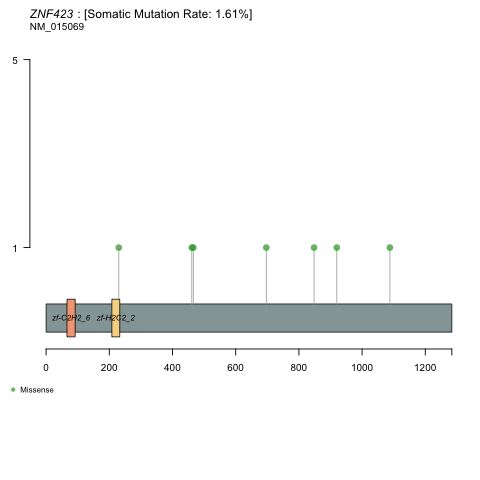 ZNF423 : [Somatic Mutation Rate: 1.61%]
NM_015069
5
1
zf-C2H2_6 zf-H2C2_2
0 200 400 600 800 1000 1200
Missense